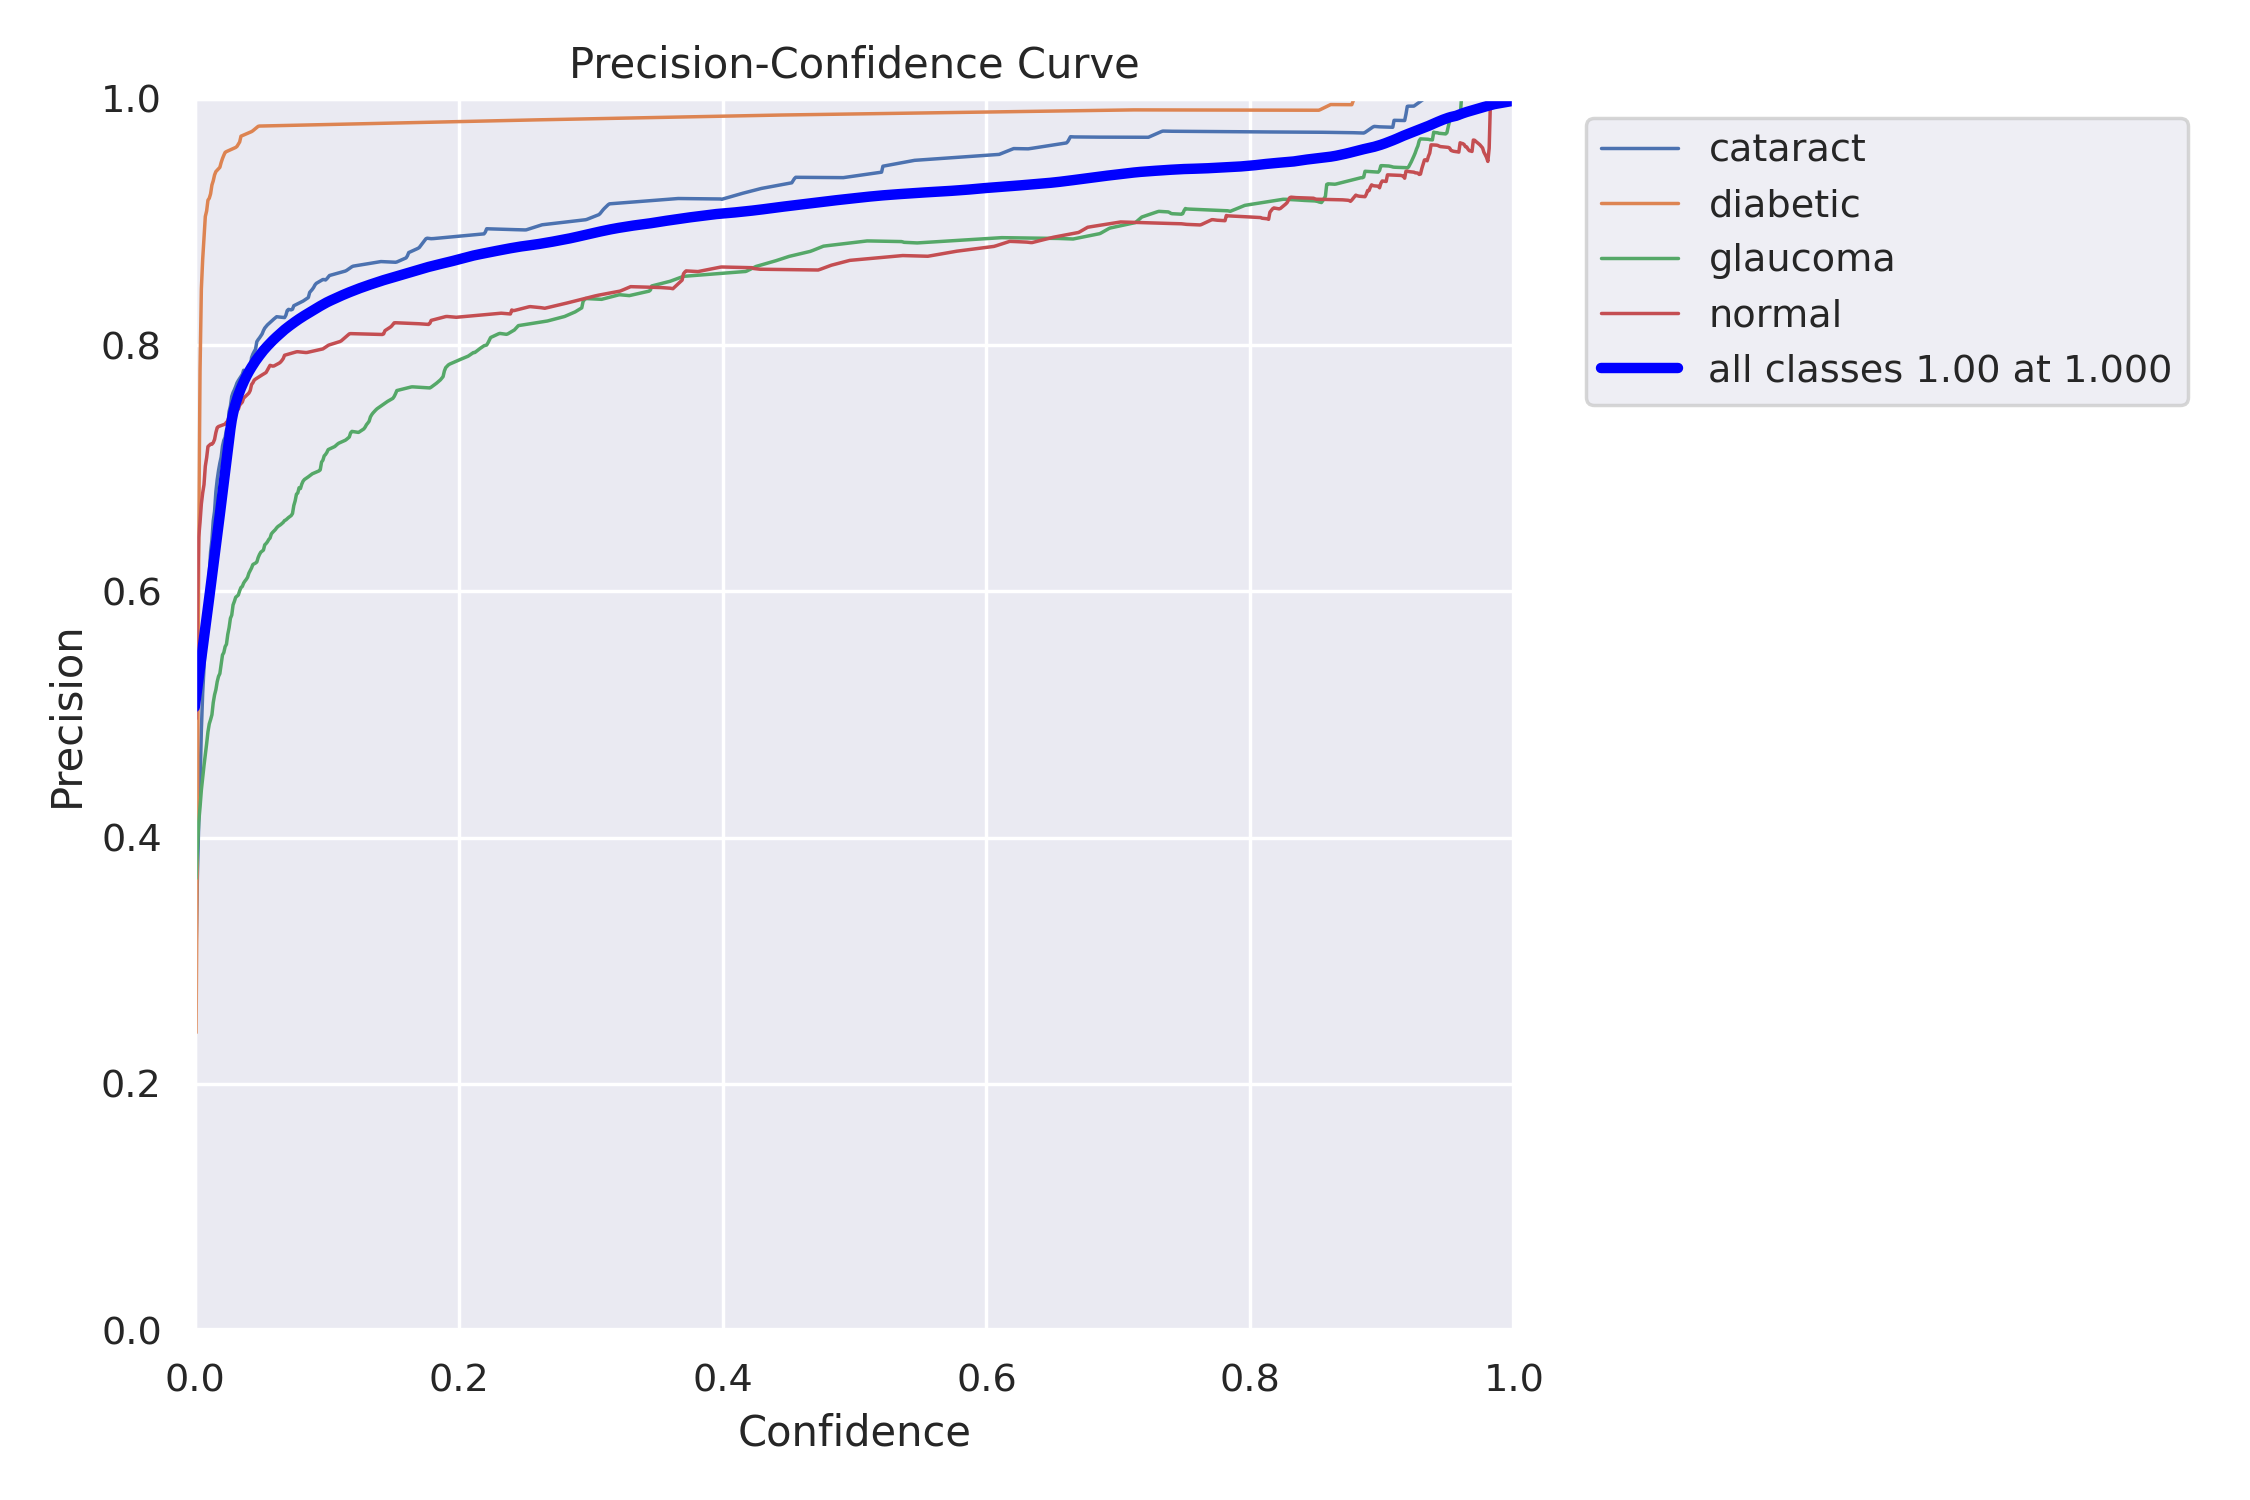 Precision-Confidence Curve
1.0
0.8
0.6
0.4
0.2
0.0
Precision
0.0 0.2 0.4 0.6 0.8 1.0
Confidence
cataract
diabetic
glaucoma
normal
all classes 1.00 at 1.000